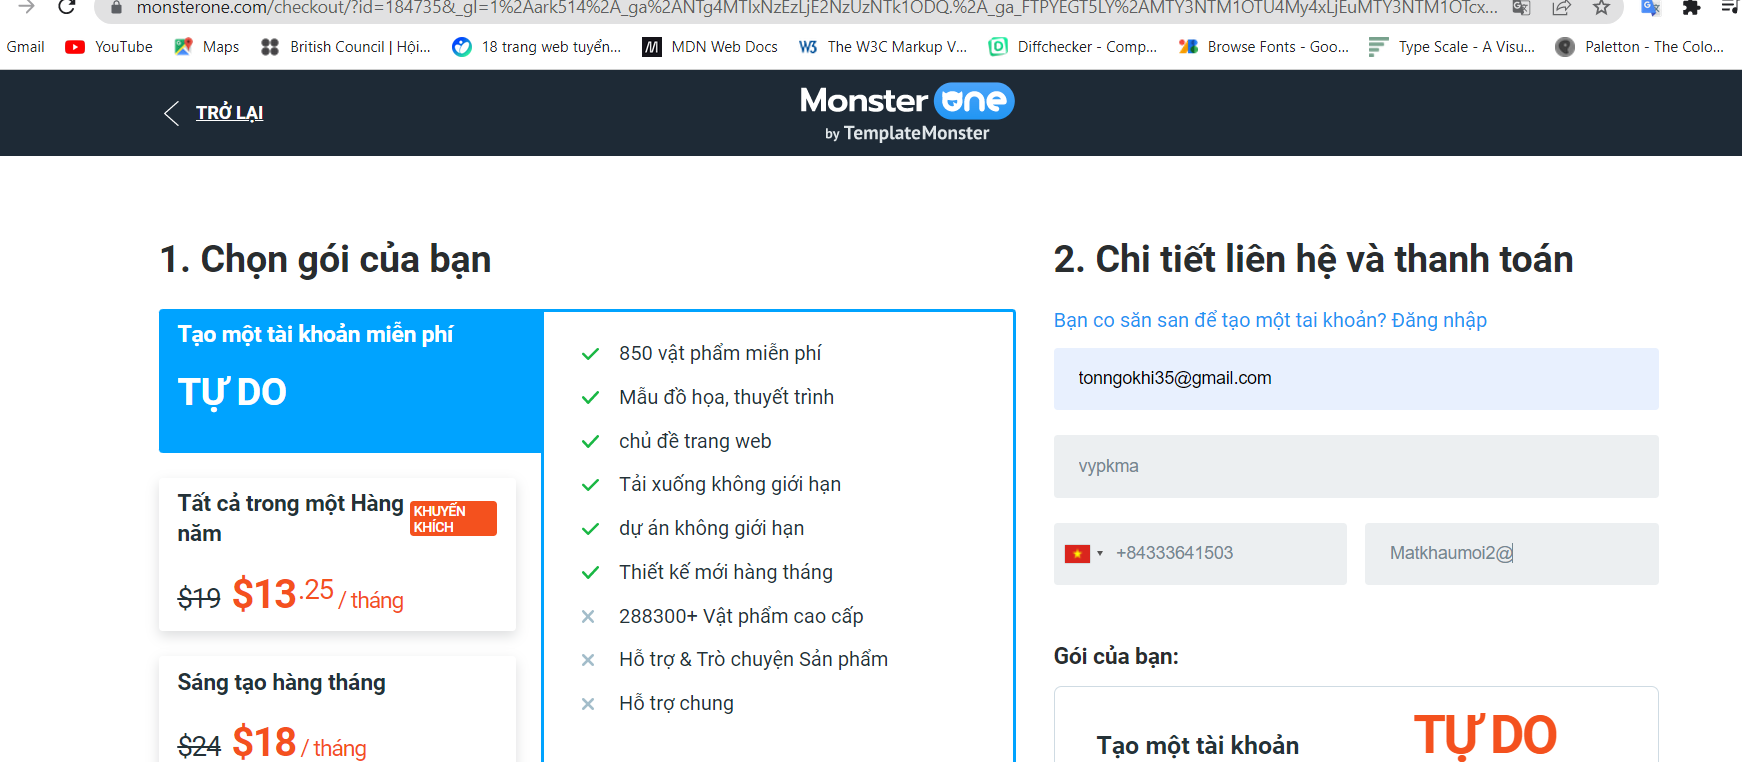 monsterone.com/checkout/?id=184735&_gl=1%2Aark514%2A_ga%2ANTg4MTIxNzEzLjE2NzUzNTk1ODQ.%2A_ga_FTPYEGT5LY%2AMTY3NTM1OTU4My4xLjEuMTY3NTM1OTcx...
Gmail YouTube Maps British Council | Hội... 18 trang web tuyển... MDN Web Docs The W3C Markup V... Diffchecker - Comp... Browse Fonts - Goo... Type Scale - A Visu... Paletton - The Colo...
TRỞ LẠI
Monster One
by TemplateMonster
1. Chọn gói của bạn
Tạo một tài khoản miễn phí
TỰ DO
Tất cả trong một Hàng năm
KHUYẾN KHÍCH
$19 $13.25 / tháng
Sáng tạo hàng tháng
$24 $18 / tháng
850 vật phẩm miễn phí
Mẫu đồ họa, thuyết trình
chủ đề trang web
Tải xuống không giới hạn
dự án không giới hạn
Thiết kế mới hàng tháng
288300+ Vật phẩm cao cấp
Hỗ trợ & Trò chuyện Sản phẩm
Hỗ trợ chung
2. Chi tiết liên hệ và thanh toán
Bạn co săn san để tạo một tai khoản? Đăng nhập
tonngokhi35@gmail.com
vypkma
+84333641503
Matkhaumoi2@
Gói của bạn:
Tạo một tài khoản
TỰ DO